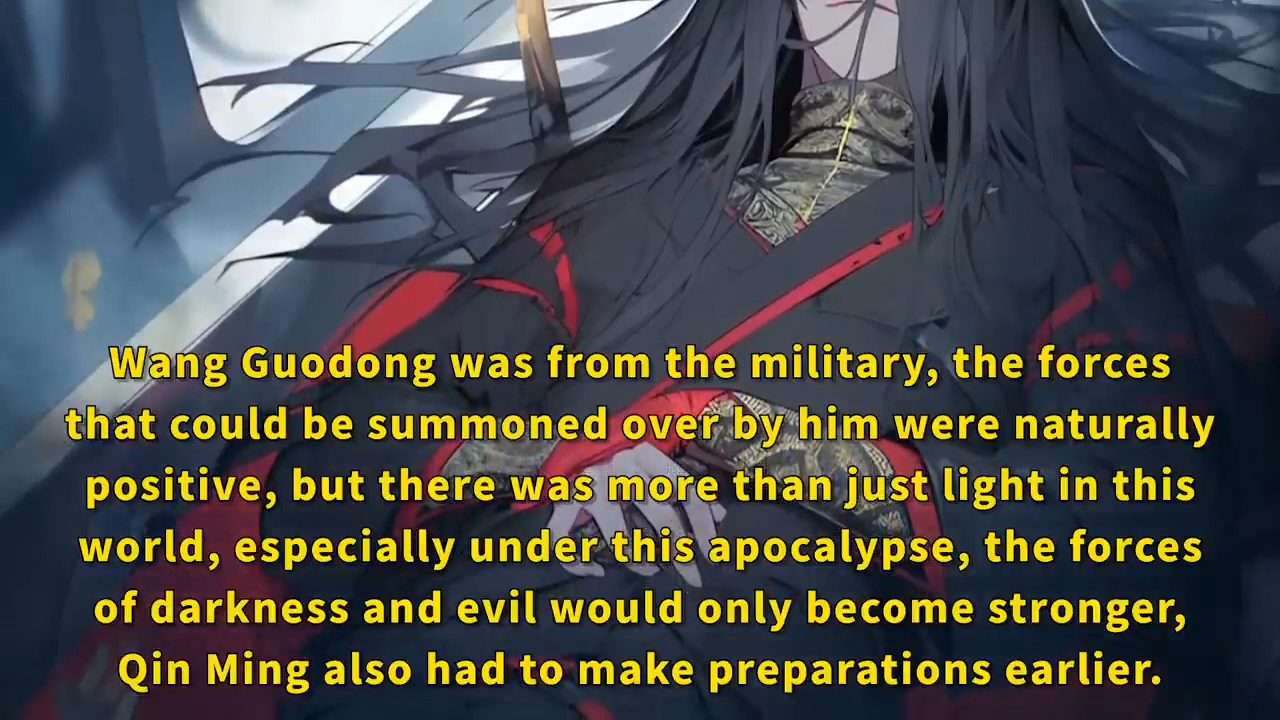 Wang Guodong was from the military, the forces
that could be summoned over by him were naturally
positive, but there was more than just light in this
world, especially under this apocalypse, the forces
of darkness and evil would only become stronger,
Qin Ming also had to make preparations earlier.